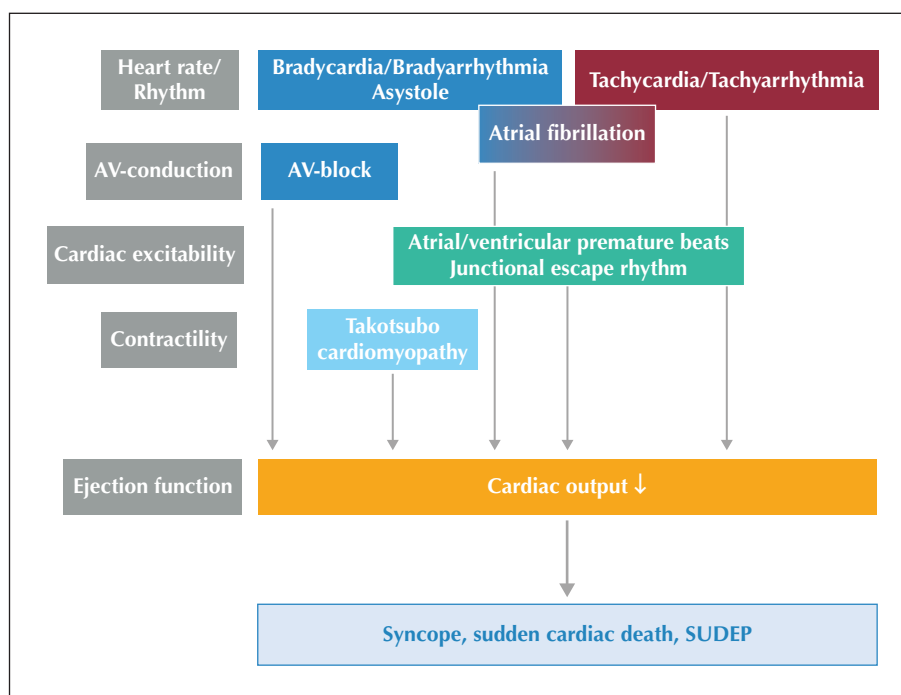 Heart rate/
Rhythm
Bradycardia/Bradyarrhythmia
Asystole
Tachycardia/Tachyarrhythmia
Atrial fibrillation
AV-conduction
AV-block
Cardiac excitability
Atrial/ventricular premature beats
Junctional escape rhythm
Contractility
Takotsubo
cardiomyopathy
Ejection function
Cardiac output ↓
Syncope, sudden cardiac death, SUDEP